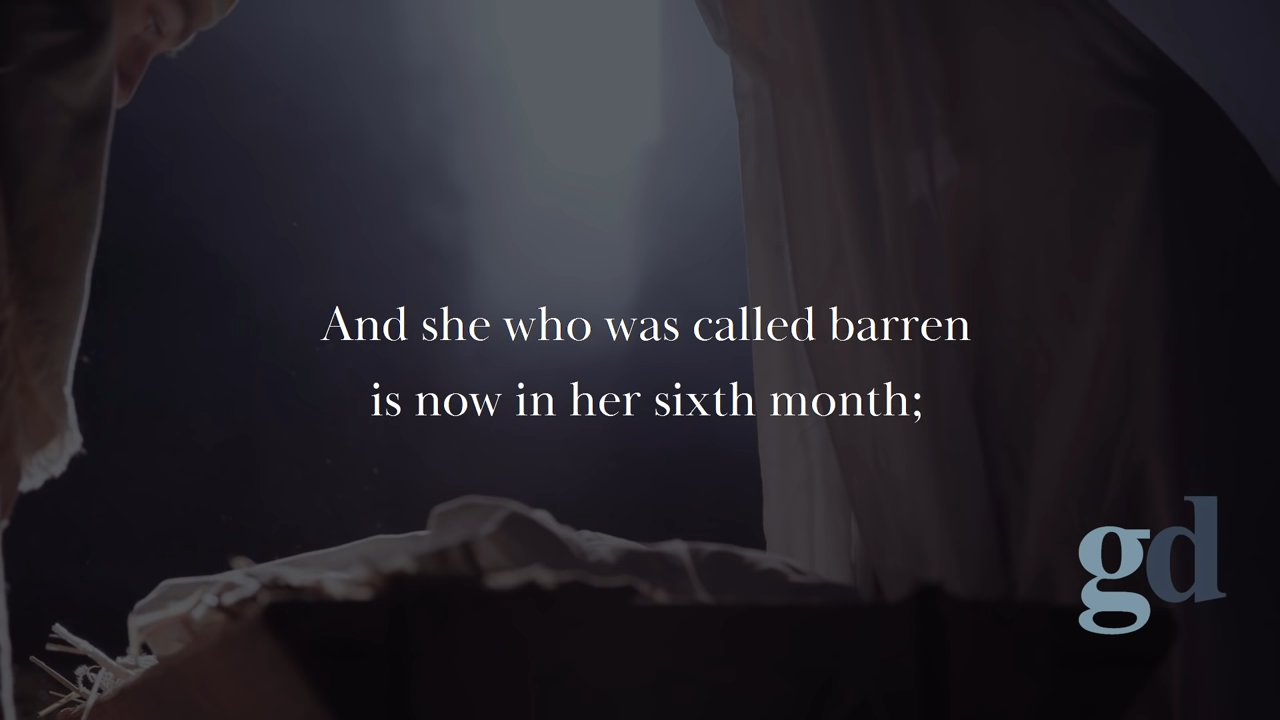 And she who was called barren
is now in her sixth month;
gd